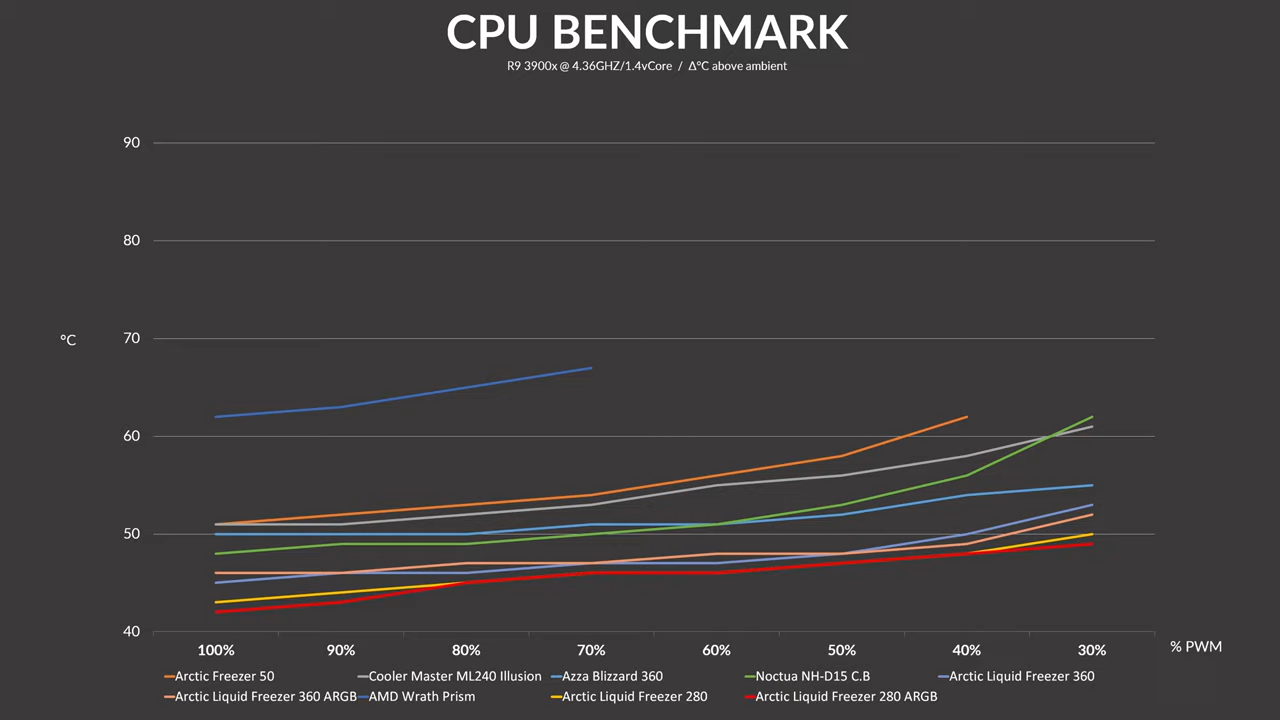 CPU BENCHMARK
R9 3900x @ 4.36GHZ/1.4vCore / Δ°C above ambient
90
80
70
°C
60
50
40
100% 90% 80% 70% 60% 50% 40% 30% % PWM
Arctic Freezer 50 Cooler Master ML240 Illusion Azza Blizzard 360 Noctua NH-D15 C.B Arctic Liquid Freezer 360
Arctic Liquid Freezer 360 ARGB AMD Wrath Prism Arctic Liquid Freezer 280 Arctic Liquid Freezer 280 ARGB